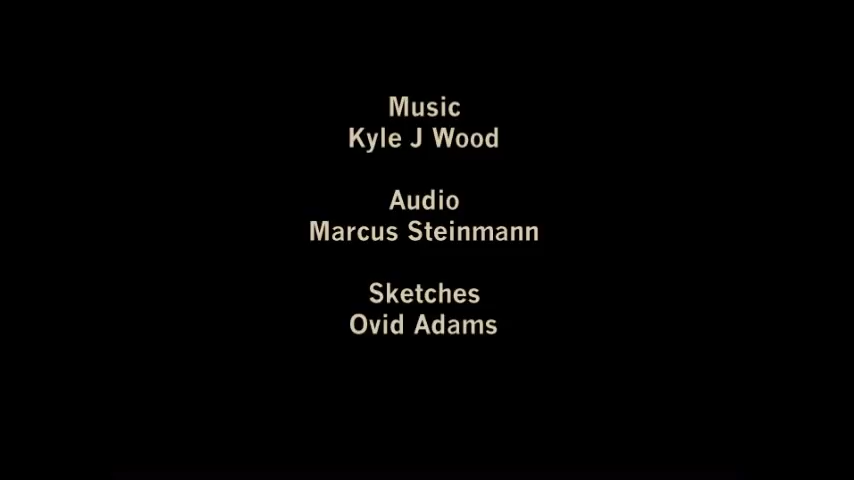 Music
Kyle J Wood
Audio
Marcus Steinmann
Sketches
Ovid Adams